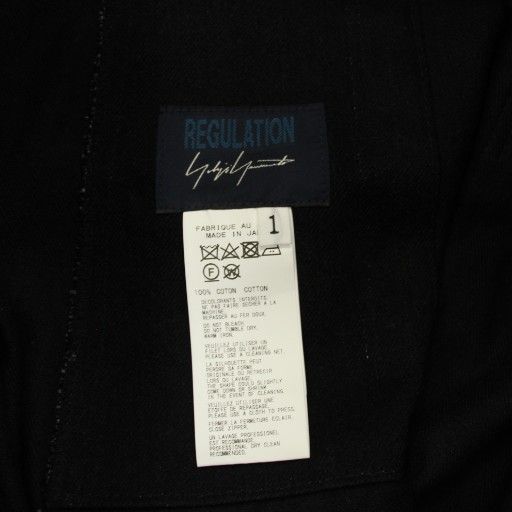 REGULATION
Yohji Yamamoto
FABRIQUE AU
MADE IN JA
1
F W
100% COTON COTTON
DECOLORANTS INTERDITS.
NE PAS FAIRE SECHER A LA
MACHINE.
REPASSER AU FER DOUX.
DO NOT BLEACH.
DO NOT TUMBLE DRY.
WARM IRON.
VEUILLEZ UTILISER UN
FILET LORS DU LAVAGE.
PLEASE USE A CLEANING NET
LA SILHOUETTE PEUT
PERDRE SA FORME
ORIGINALE OU RETRECIR
LORS DU LAVAGE.
THE SHAPE COULD SLIGHTLY
COME DOWN OR SHRINK
IN THE EVENT OF CLEANING
VEUILLEZ UTILISER UNE
ETOFFE DE REPASSAGE.
PLEASE USE A CLOTH TO PRESS.
FERMER LA FERMETURE ECLAIR
CLOSE ZIPPER.
UN LAVAGE PROFESSIONEL
EST RECOMMANDE.
PROFESSIONAL DRY CLEAN
RECOMMENDED.